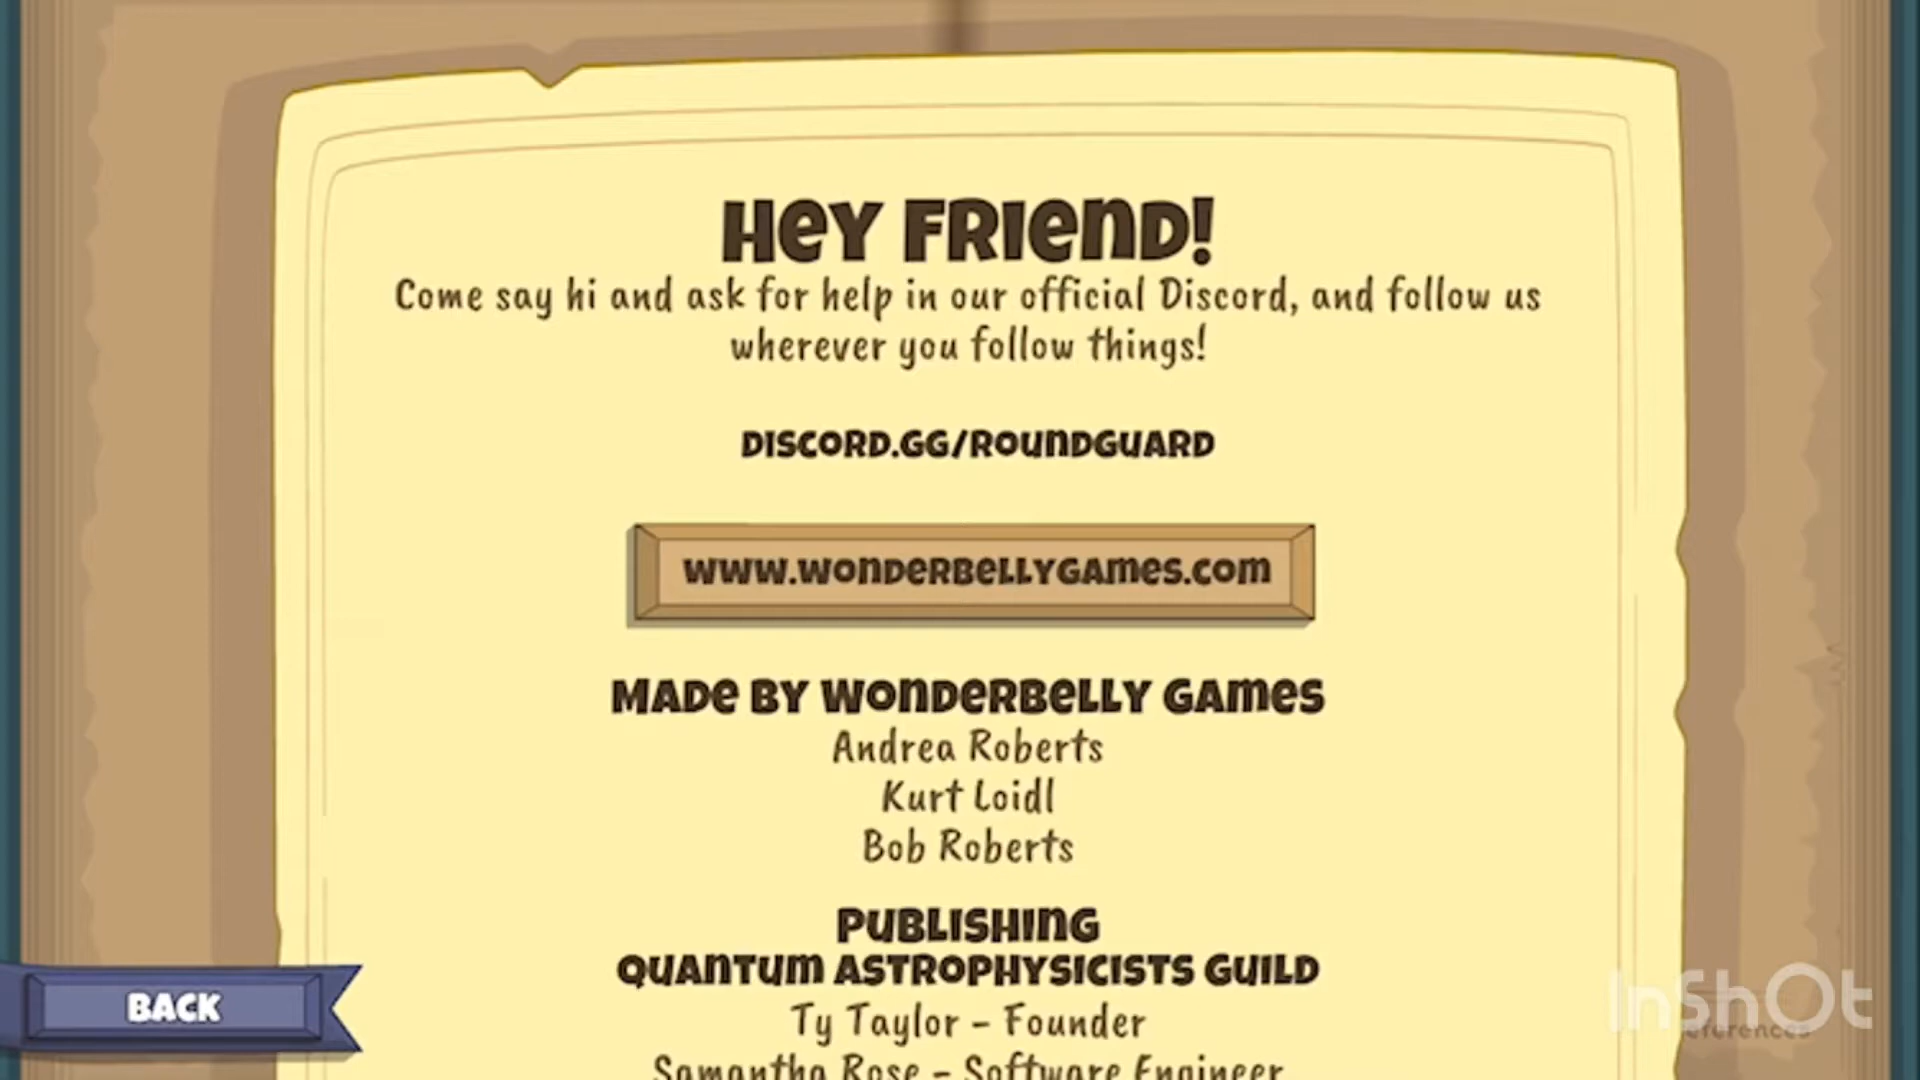 Hey Friend!
Come say hi and ask for help in our official Discord, and follow us
wherever you follow things!
DISCORD.GG/ROUNDGUARD
www.wonderbellygames.com
Made by Wonderbelly Games
Andrea Roberts
Kurt Loidl
Bob Roberts
Publishing
Quantum Astrophysicists Guild
Ty Taylor - Founder
Samantha Rose - Software Engineer
BACK
InShOt